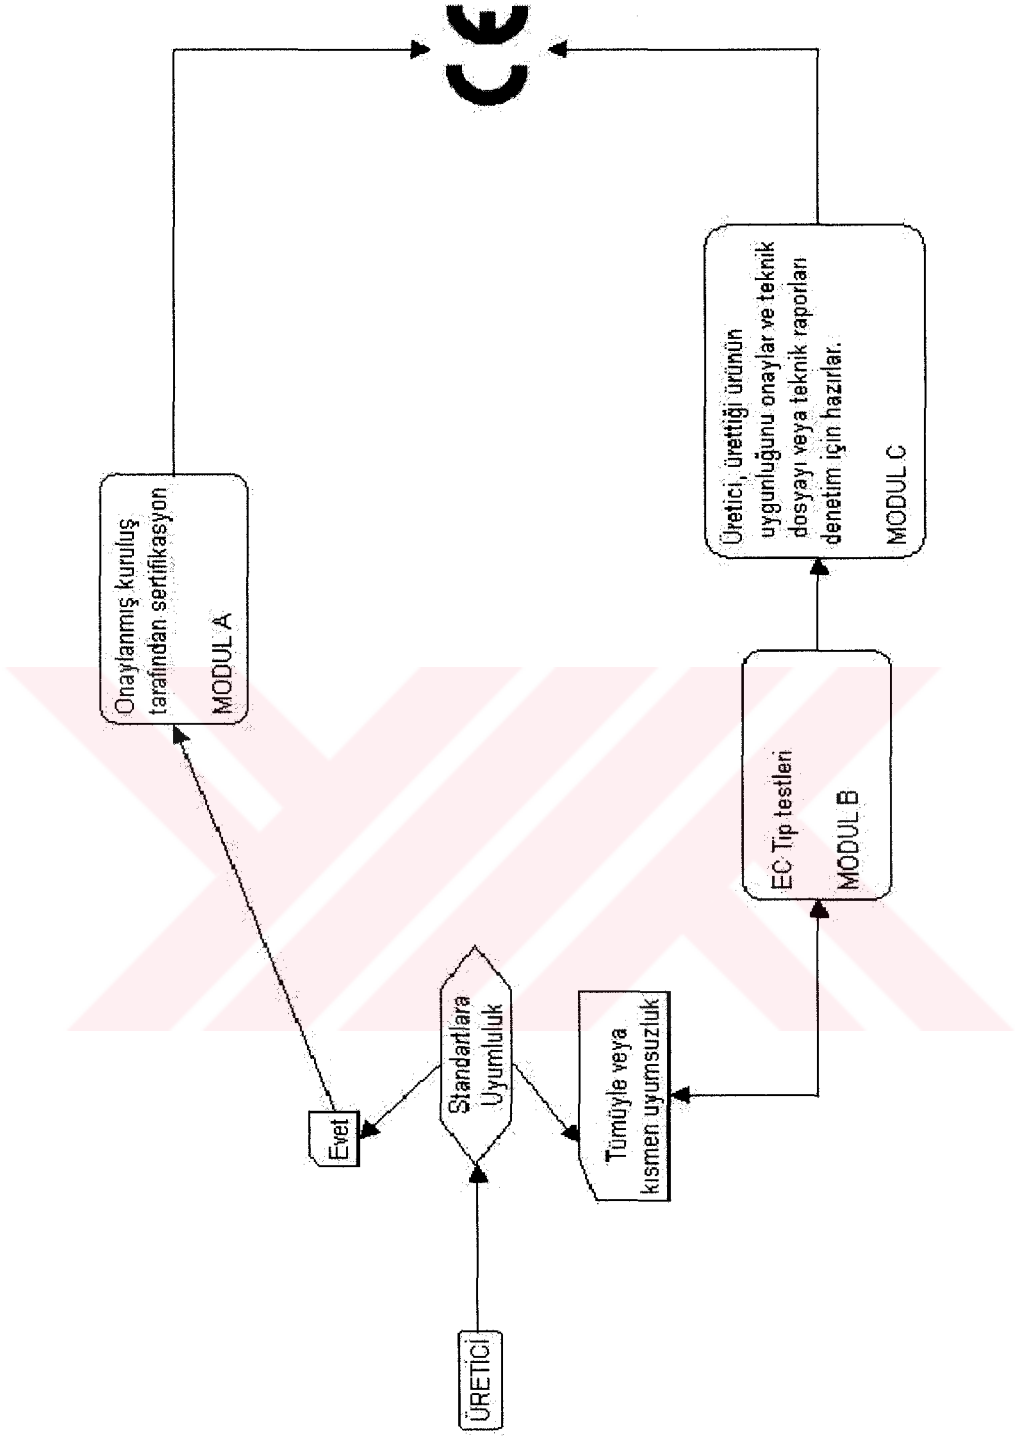 ÜRETİCİ
Standartlara
Uyumluluk
Evet
Onaylanmış kuruluş
tarafından sertifikasyon
MODUL A
Tümüyle veya
kısmen uyumsuzluk
EC Tip testleri
MODUL B
Üretici, ürettiği ürünün
uygunluğunu onaylar ve teknik
dosyayı veya teknik raporları
denetim için hazırlar.
MODUL C
CE